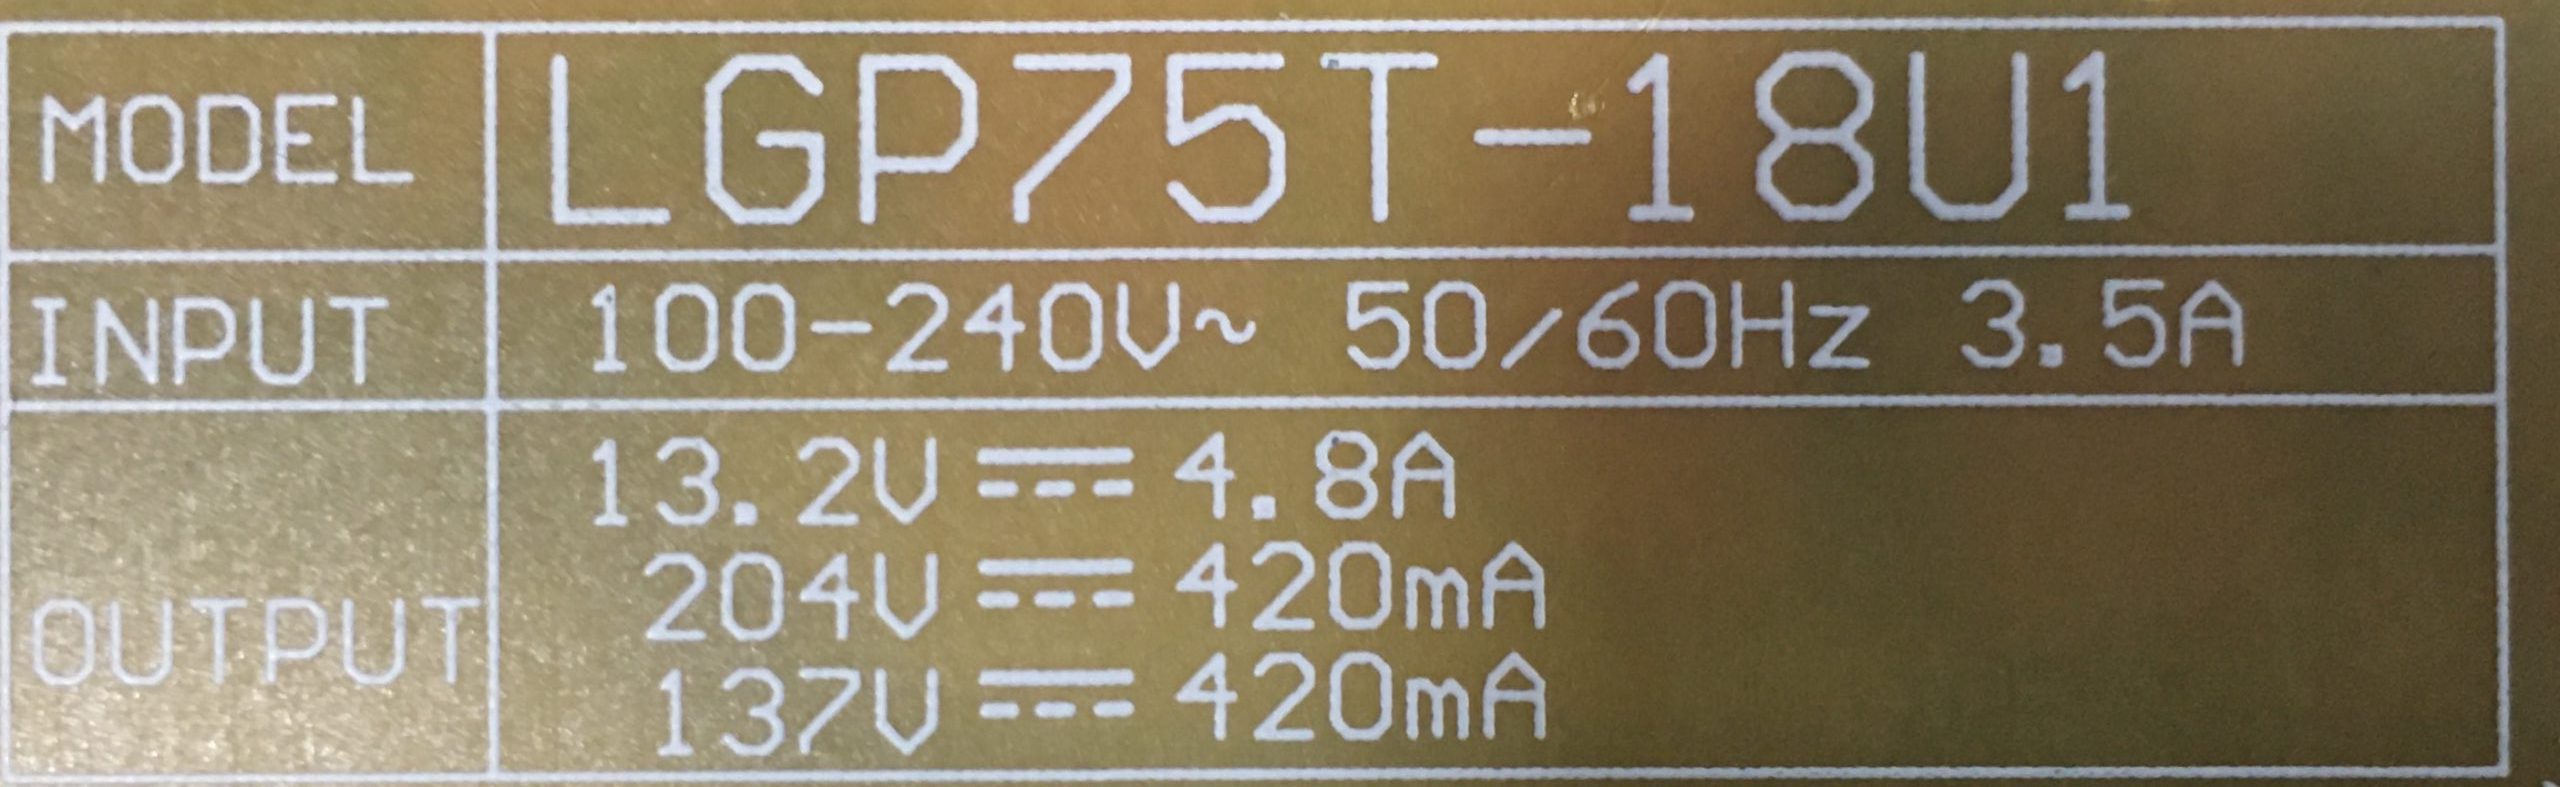 MODEL LGP75T-18U1
INPUT 100-240V~ 50/60Hz 3.5A
OUTPUT
13.2V ⎓ 4.8A
204V ⎓ 420mA
137V ⎓ 420mA